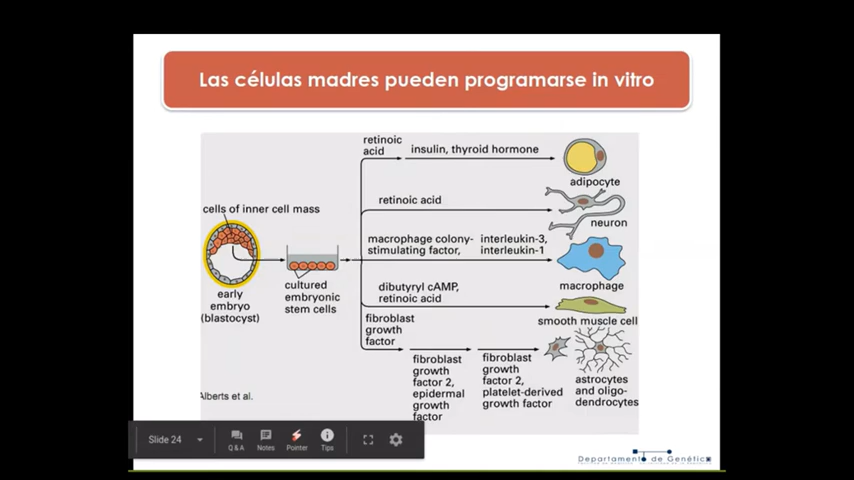 Las células madres pueden programarse in vitro
retinoic
acid
insulin, thyroid hormone
adipocyte
retinoic acid
neuron
cells of inner cell mass
macrophage colony-
stimulating factor,
interleukin-3,
interleukin-1
macrophage
early
embryo
(blastocyst)
cultured
embryonic
stem cells
dibutyryl cAMP,
retinoic acid
smooth muscle cell
fibroblast
growth
factor
fibroblast
growth
factor 2,
epidermal
growth
factor
fibroblast
growth
factor 2,
platelet-derived
growth factor
astrocytes
and oligo-
dendrocytes
Alberts et al.
Slide 24
Q & A
Notes
Pointer
Tips
Departamento de Genética